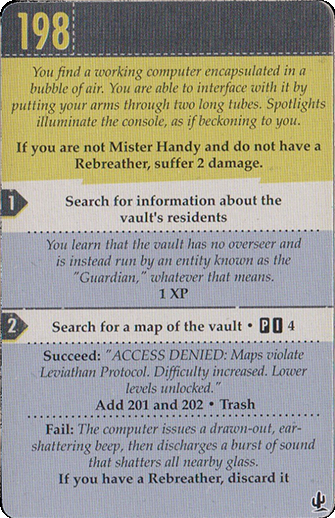 198
You find a working computer encapsulated in a
bubble of air. You are able to interface with it by
putting your arms through two long tubes. Spotlights
illuminate the console, as if beckoning to you.
If you are not Mister Handy and do not have a
Rebreather, suffer 2 damage.
1 Search for information about the
vault's residents
You learn that the vault has no overseer and
is instead run by an entity known as the
"Guardian," whatever that means.
1 XP
2 Search for a map of the vault • P I 4
Succeed: "ACCESS DENIED: Maps violate
Leviathan Protocol. Difficulty increased. Lower
levels unlocked."
Add 201 and 202 • Trash
Fail: The computer issues a drawn-out, ear-
shattering beep, then discharges a burst of sound
that shatters all nearby glass.
If you have a Rebreather, discard it